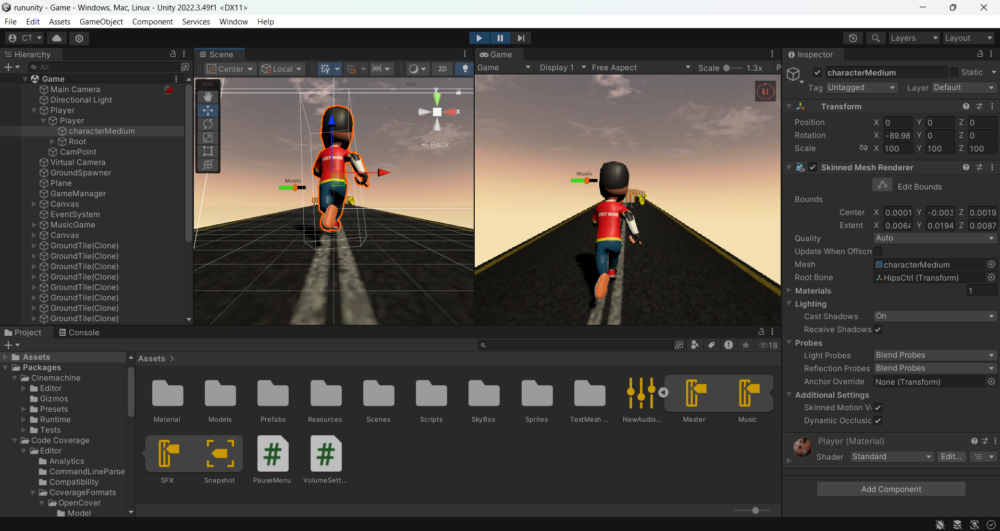 rununity - Game - Windows, Mac, Linux - Unity 2022.3.49f1 <DX11>
File Edit Assets GameObject Component Services Window Help
CT
Layers Layout
Hierarchy
All
Game
Main Camera
Directional Light
Player
Player
characterMedium
Root
CamPoint
Virtual Camera
GroundSpawner
Plane
GameManager
Canvas
EventSystem
MusicGame
Canvas
GroundTile(Clone)
GroundTile(Clone)
GroundTile(Clone)
GroundTile(Clone)
GroundTile(Clone)
GroundTile(Clone)
GroundTile(Clone)
GroundTile(Clone)
Scene
Center Local 2D
y
x
Back
Music
VIET NAM
Game
Game Display 1 Free Aspect Scale 1.3x P
Music
VIET NAM
Inspector
characterMedium Static
Tag Untagged Layer Default
Transform
Position X 0 Y 0 Z 0
Rotation X -89.98 Y 0 Z 0
Scale X 100 Y 100 Z 100
Skinned Mesh Renderer
Edit Bounds
Bounds
Center X 0.0001 Y -0.003 Z 0.0019
Extent X 0.0064 Y 0.0194 Z 0.0087
Quality Auto
Update When Offscre
Mesh characterMedium
Root Bone HipsCtrl (Transform)
Materials 1
Lighting
Cast Shadows On
Receive Shadows
Probes
Light Probes Blend Probes
Reflection Probes Blend Probes
Anchor Override None (Transform)
Additional Settings
Skinned Motion V
Dynamic Occlusic
Player (Material)
Shader Standard Edit...
Add Component
Project Console
18
Assets
Packages
Cinemachine
Editor
Gizmos
Presets
Runtime
Tests
Code Coverage
Editor
Analytics
CommandLineParse
Compatibility
CoverageFormats
OpenCover
Model
Assets >
Material Models Prefabs Resources Scenes Scripts SkyBox Sprites TextMesh ... NewAudio... Master Music
SFX Snapshot PauseMenu VolumeSett...